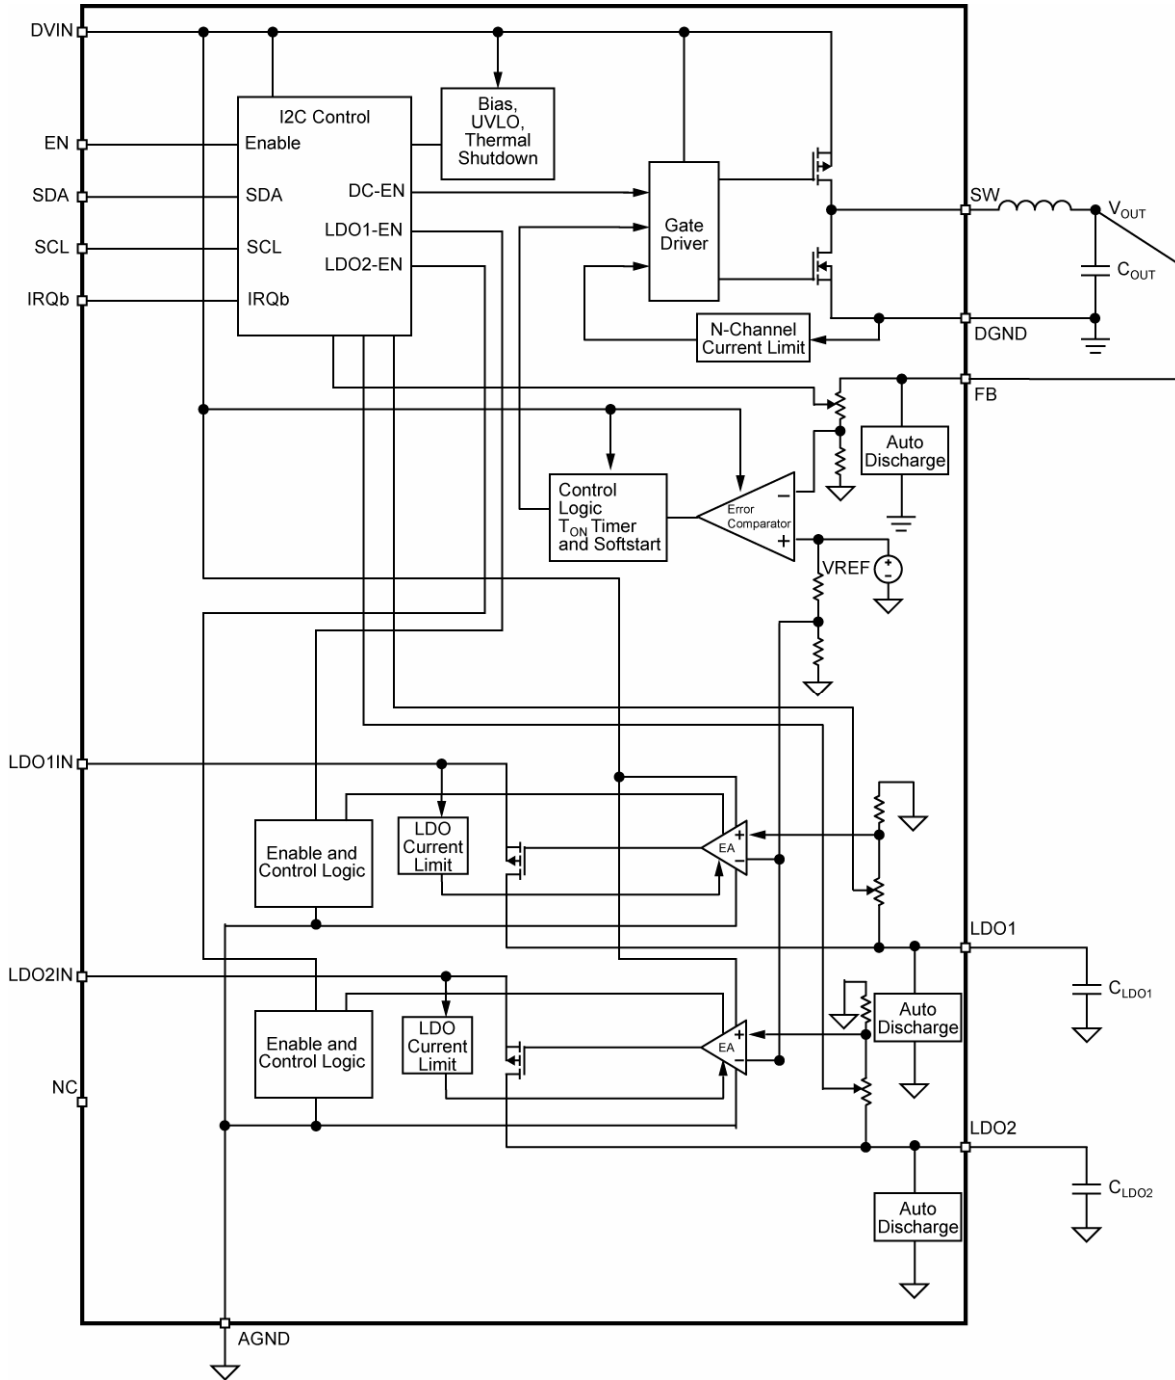 DVIN
I2C Control
Bias,
UVLO,
Thermal
Shutdown
EN
Enable
SDA
SDA
DC-EN
SW
VOUT
SCL
SCL
LDO1-EN
Gate
Driver
LDO2-EN
COUT
IRQb
IRQb
N-Channel
Current Limit
DGND
FB
Auto
Discharge
Control
Logic
TON Timer
and Softstart
−
Error
Comparator
+
VREF
+
−
LDO1IN
LDO
Current
Limit
Enable and
Control Logic
+
EA
−
LDO1
LDO2IN
CLDO1
Auto
Discharge
LDO
Current
Limit
Enable and
Control Logic
+
EA
−
NC
LDO2
CLDO2
Auto
Discharge
AGND